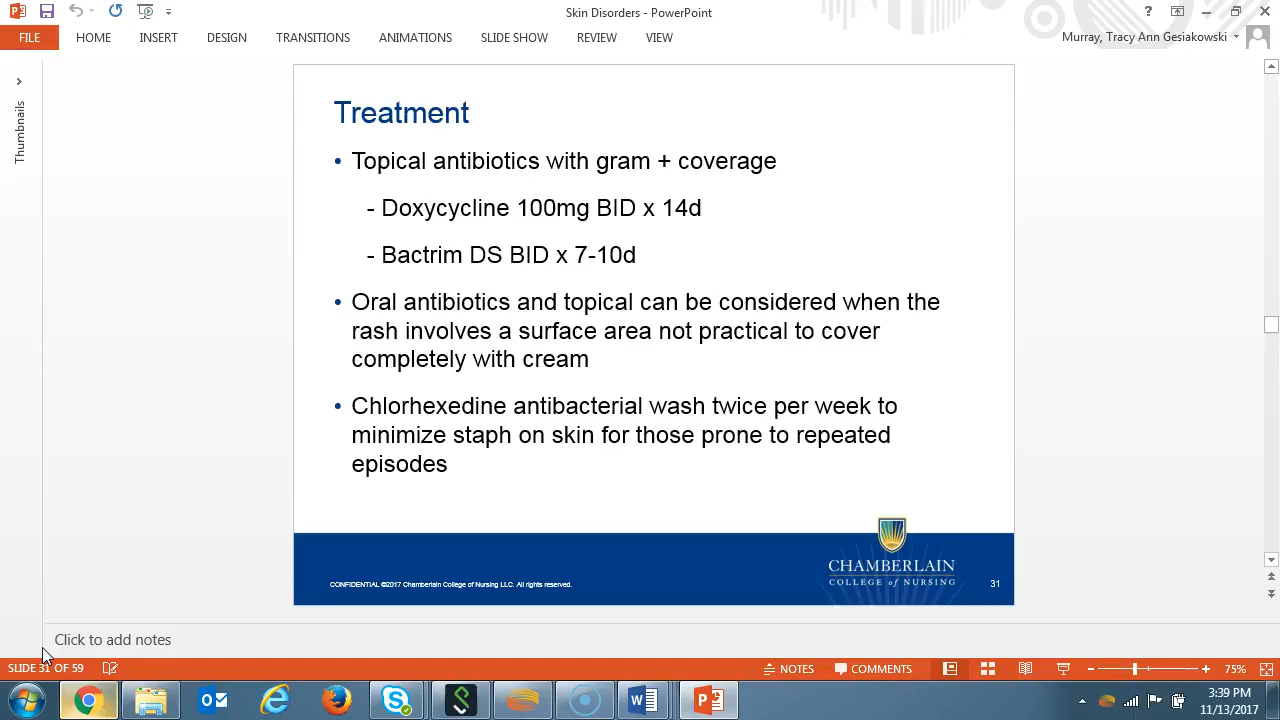 Skin Disorders - PowerPoint
FILE HOME INSERT DESIGN TRANSITIONS ANIMATIONS SLIDE SHOW REVIEW VIEW Murray, Tracy Ann Gesiakowski
Thumbnails
Treatment
• Topical antibiotics with gram + coverage
- Doxycycline 100mg BID x 14d
- Bactrim DS BID x 7-10d
• Oral antibiotics and topical can be considered when the
rash involves a surface area not practical to cover
completely with cream
• Chlorhexedine antibacterial wash twice per week to
minimize staph on skin for those prone to repeated
episodes
CHAMBERLAIN
COLLEGE of NURSING
CONFIDENTIAL ©2017 Chamberlain College of Nursing LLC. All rights reserved.
31
Click to add notes
SLIDE 31 OF 59 NOTES COMMENTS 75%
3:39 PM
11/13/2017